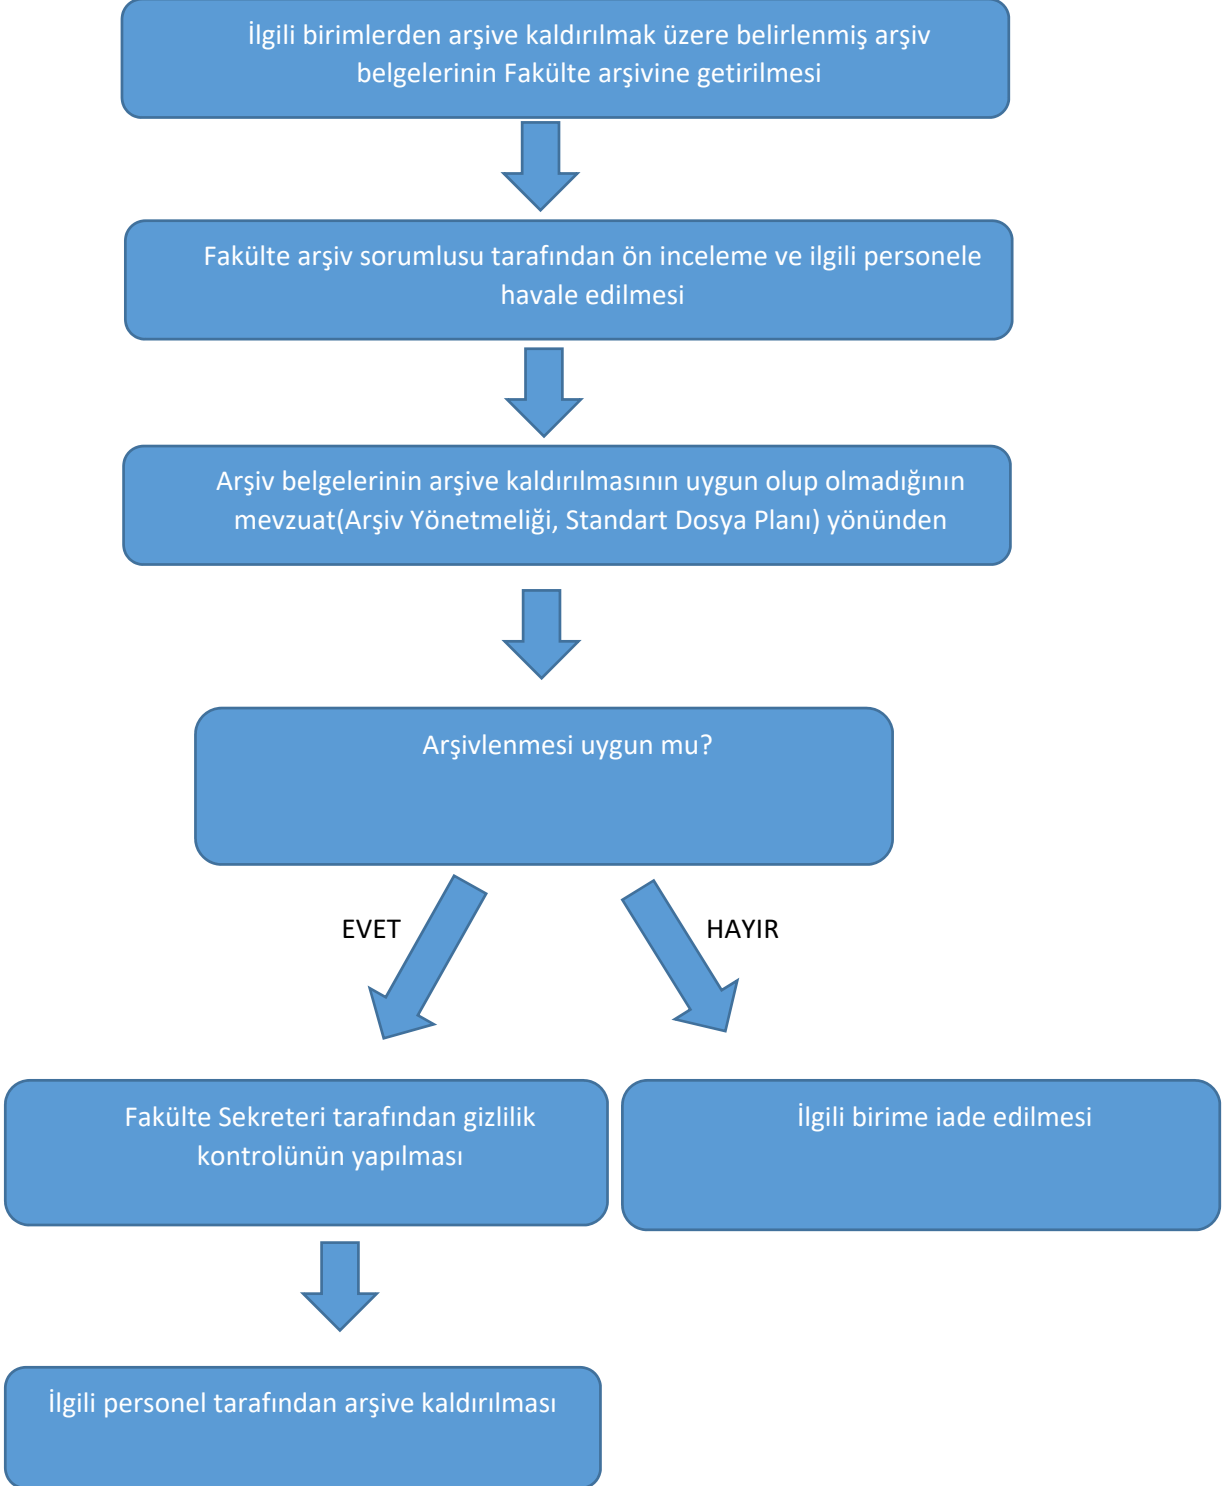 İlgili birimlerden arşive kaldırılmak üzere belirlenmiş arşiv
belgelerinin Fakülte arşivine getirilmesi
Fakülte arşiv sorumlusu tarafından ön inceleme ve ilgili personele
havale edilmesi
Arşiv belgelerinin arşive kaldırılmasının uygun olup olmadığının
mevzuat(Arşiv Yönetmeliği, Standart Dosya Planı) yönünden
Arşivlenmesi uygun mu?
EVET
HAYIR
Fakülte Sekreteri tarafından gizlilik
kontrolünün yapılması
İlgili birime iade edilmesi
İlgili personel tarafından arşive kaldırılması